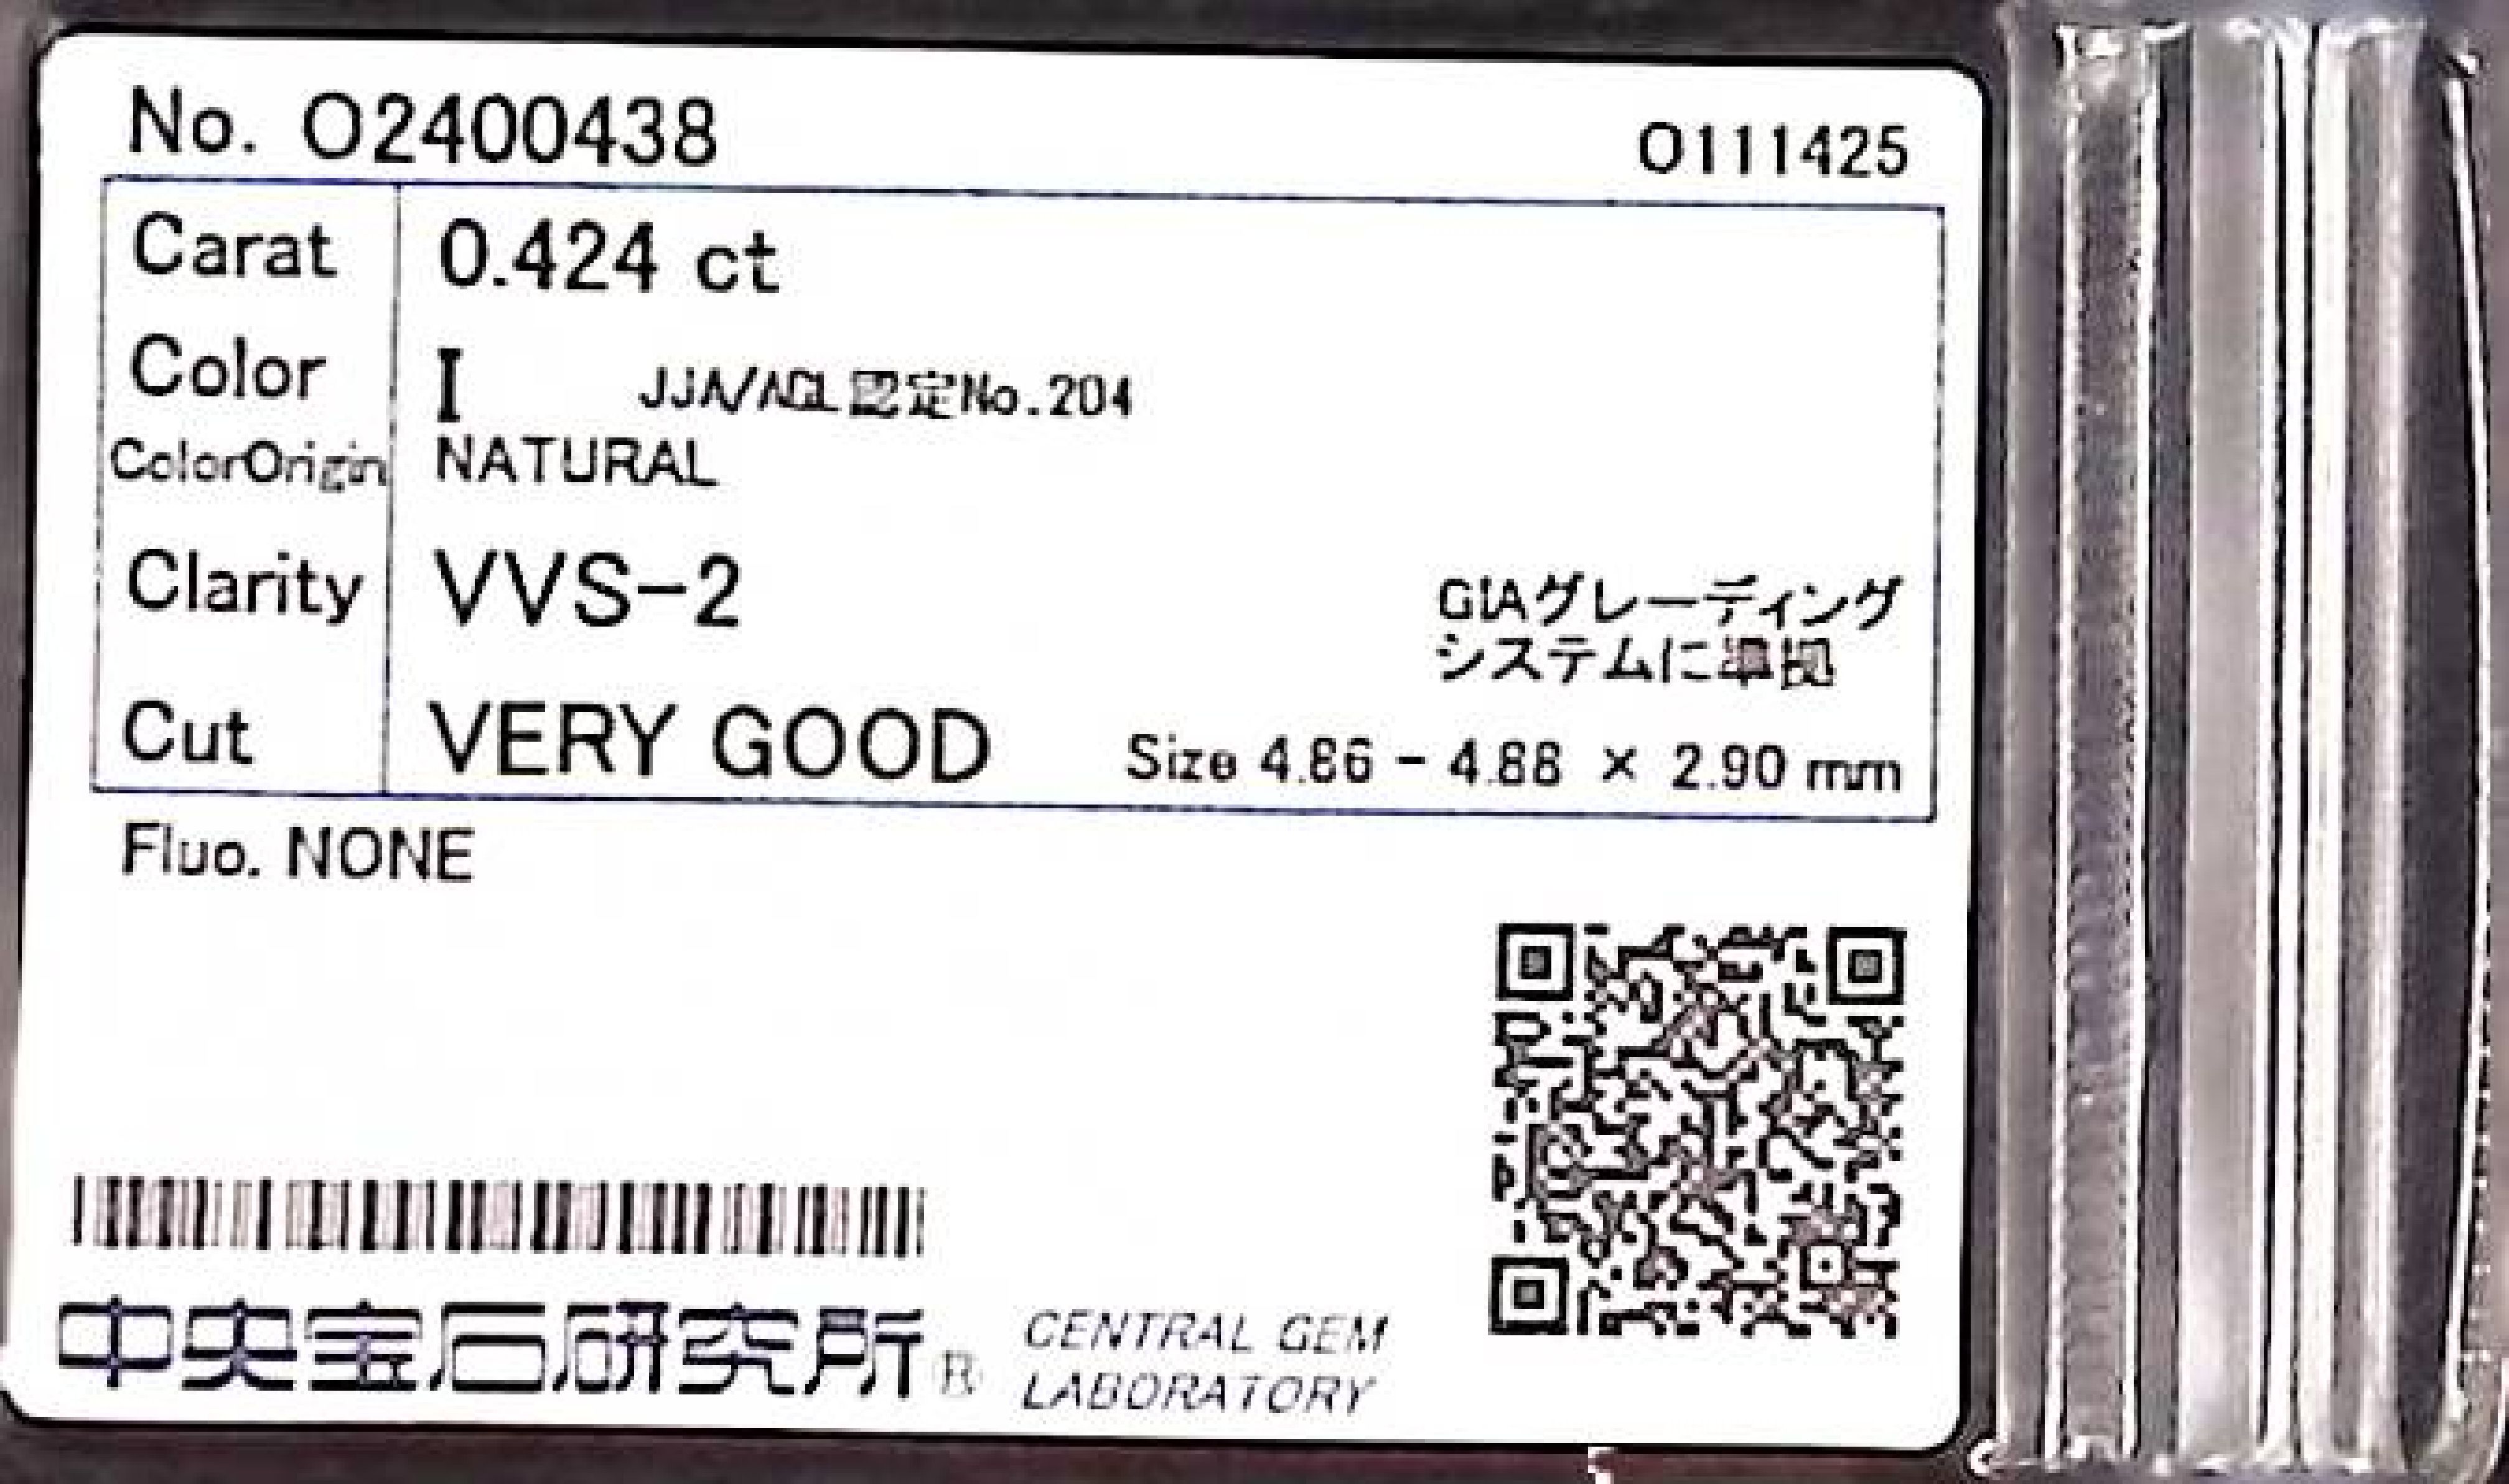 No. O2400438
O111425
Carat 0.424 ct
Color I JJA/AGL認定No.204
ColorOrigin NATURAL
Clarity VVS-2
GIAグレーディング
システムに準拠
Cut VERY GOOD Size 4.86 - 4.88 × 2.90 mm
Fluo. NONE
中央宝石研究所® CENTRAL GEM
LABORATORY